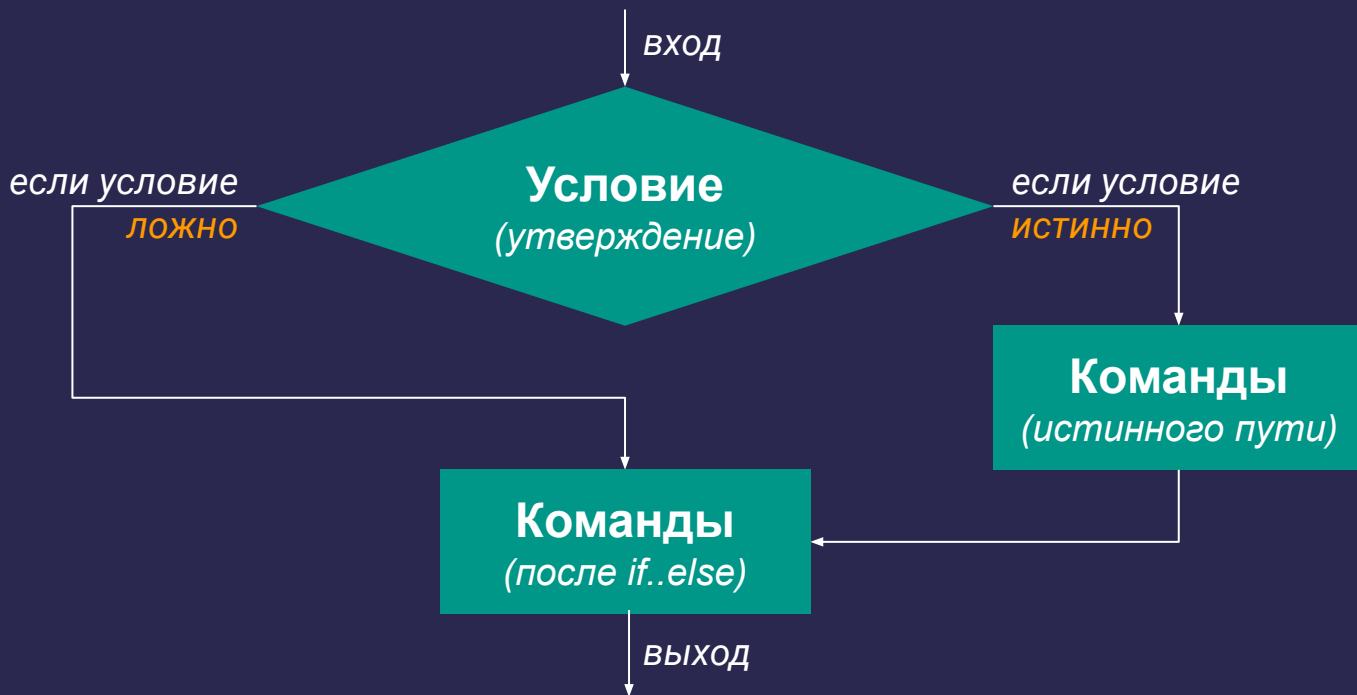 вход
если условие
ложно
Условие
(утверждение)
если условие
истинно
Команды
(истинного пути)
Команды
(после if..else)
выход